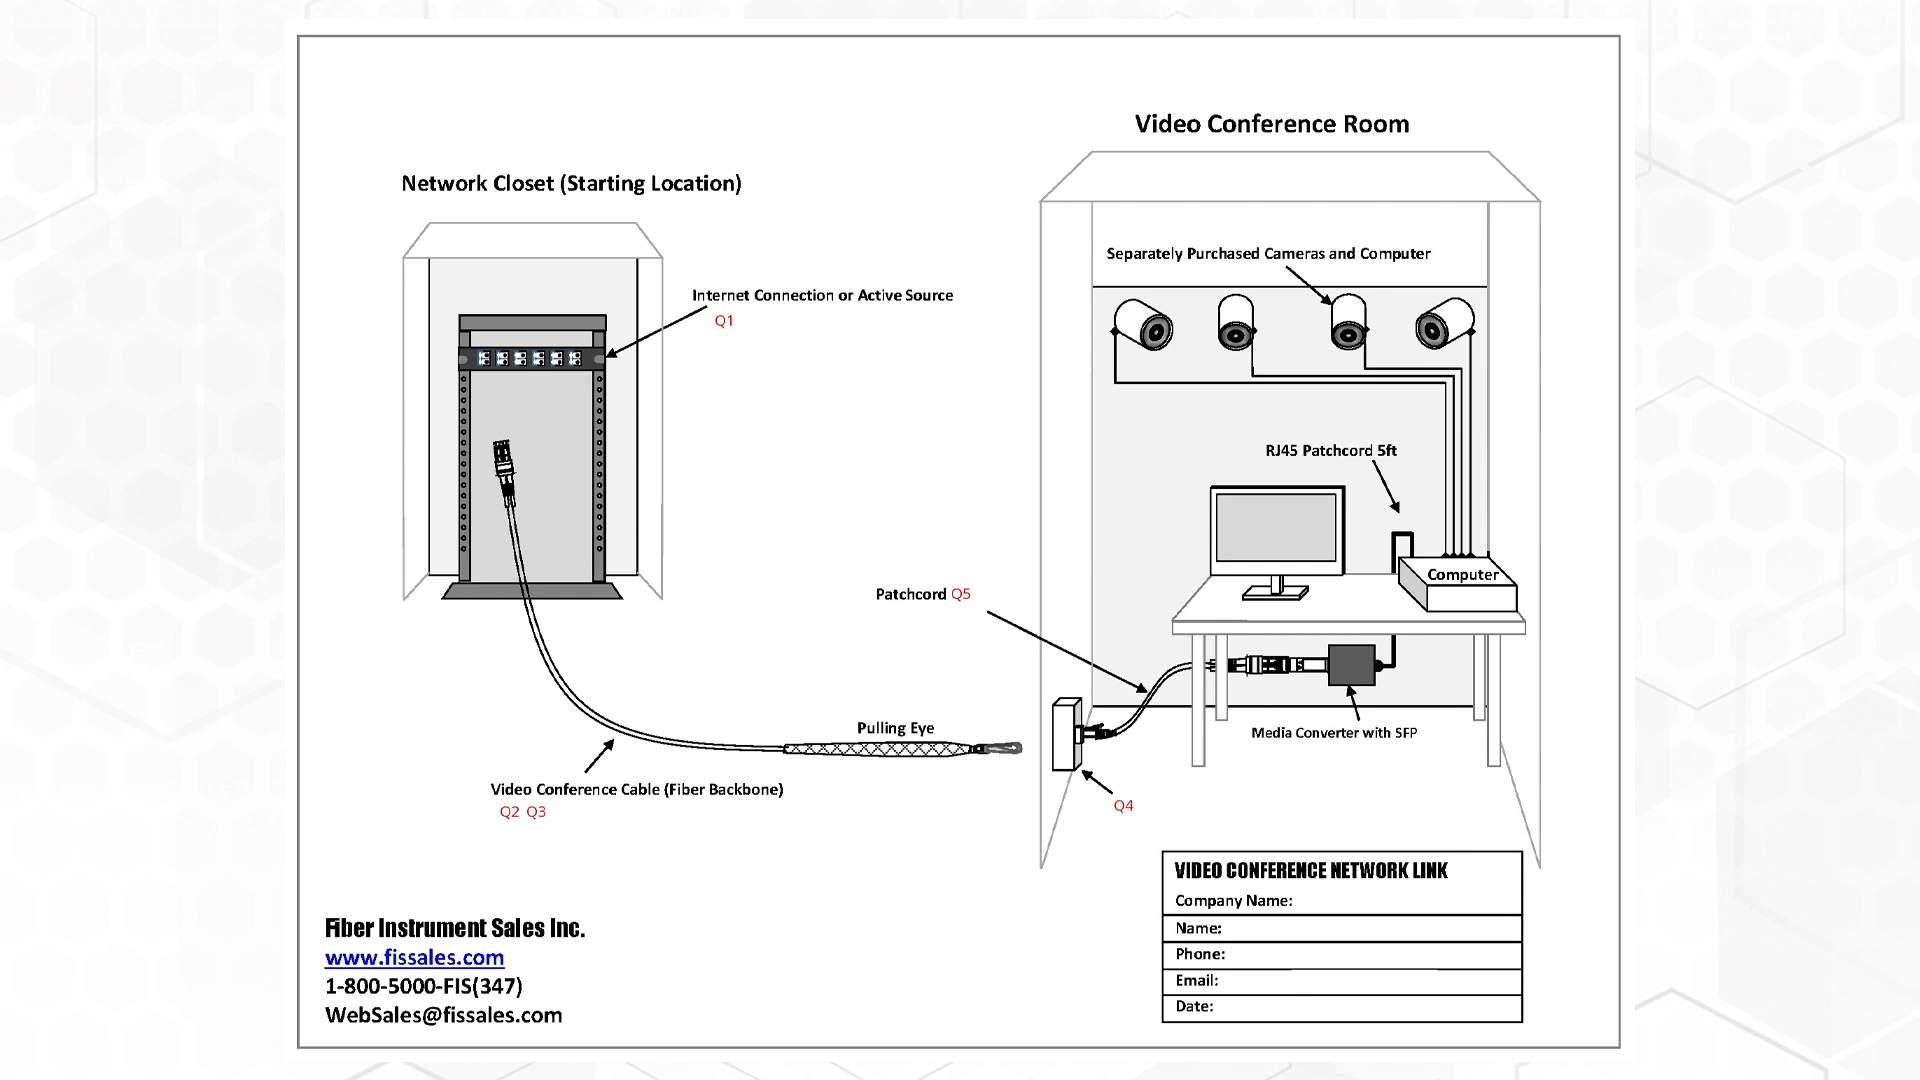 Video Conference Room
Network Closet (Starting Location)
Separately Purchased Cameras and Computer
Internet Connection or Active Source
Q1
RJ45 Patchcord 5ft
Computer
Patchcord Q5
Pulling Eye
Media Converter with SFP
Video Conference Cable (Fiber Backbone)
Q2 Q3
Q4
VIDEO CONFERENCE NETWORK LINK
Company Name:
Name:
Phone:
Email:
Date:
Fiber Instrument Sales Inc.
www.fissales.com
1-800-5000-FIS(347)
WebSales@fissales.com